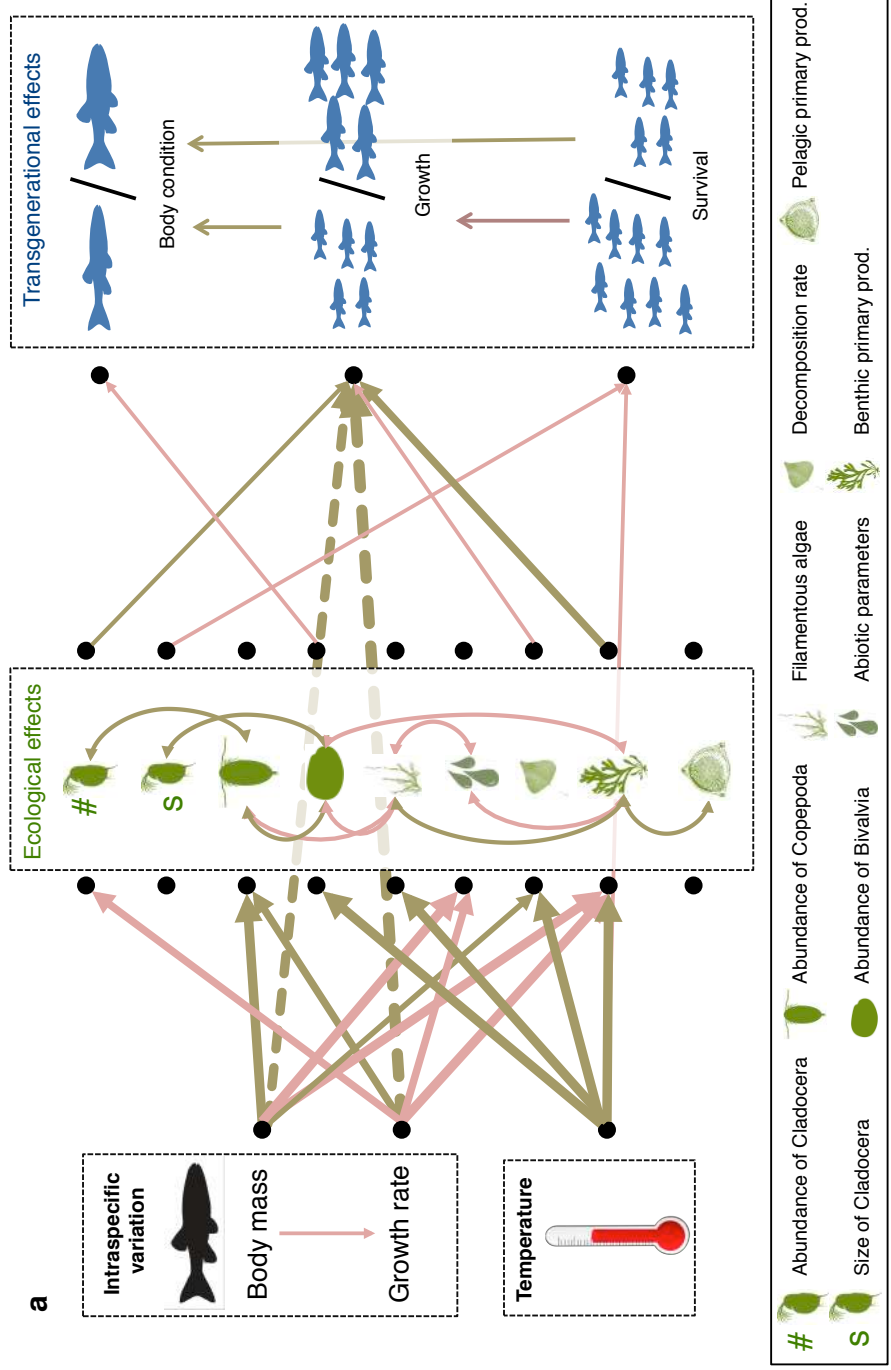 a
Intraspecific
variation
Body mass
Growth rate
Temperature
Ecological effects
#
S
Transgenerational effects
Body condition
Growth
Survival
# Abundance of Cladocera
Abundance of Copepoda
Filamentous algae
Decomposition rate
Pelagic primary prod.
S Size of Cladocera
Abundance of Bivalvia
Abiotic parameters
Benthic primary prod.